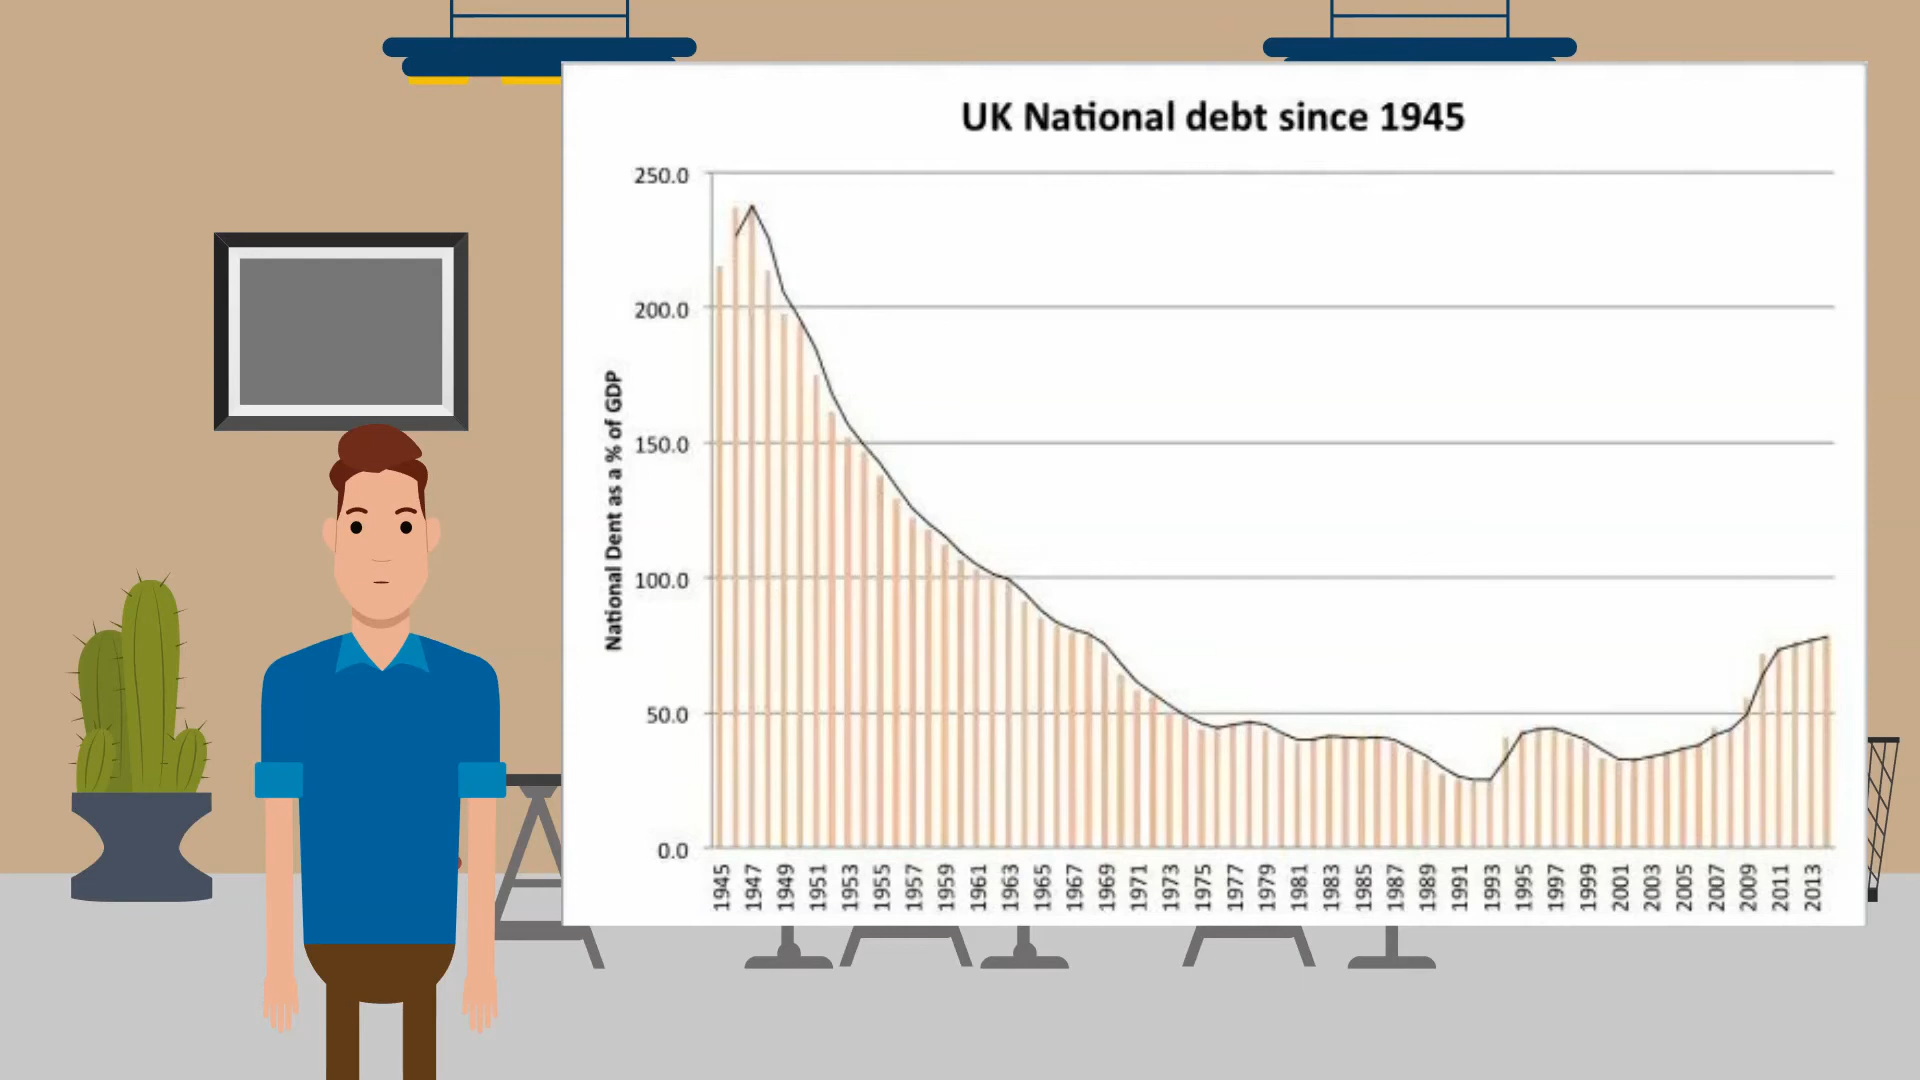 UK National debt since 1945
National Dent as a % of GDP
250.0
200.0
150.0
100.0
50.0
0.0
1945 1947 1949 1951 1953 1955 1957 1959 1961 1963 1965 1967 1969 1971 1973 1975 1977 1979 1981 1983 1985 1987 1989 1991 1993 1995 1997 1999 2001 2003 2005 2007 2009 2011 2013